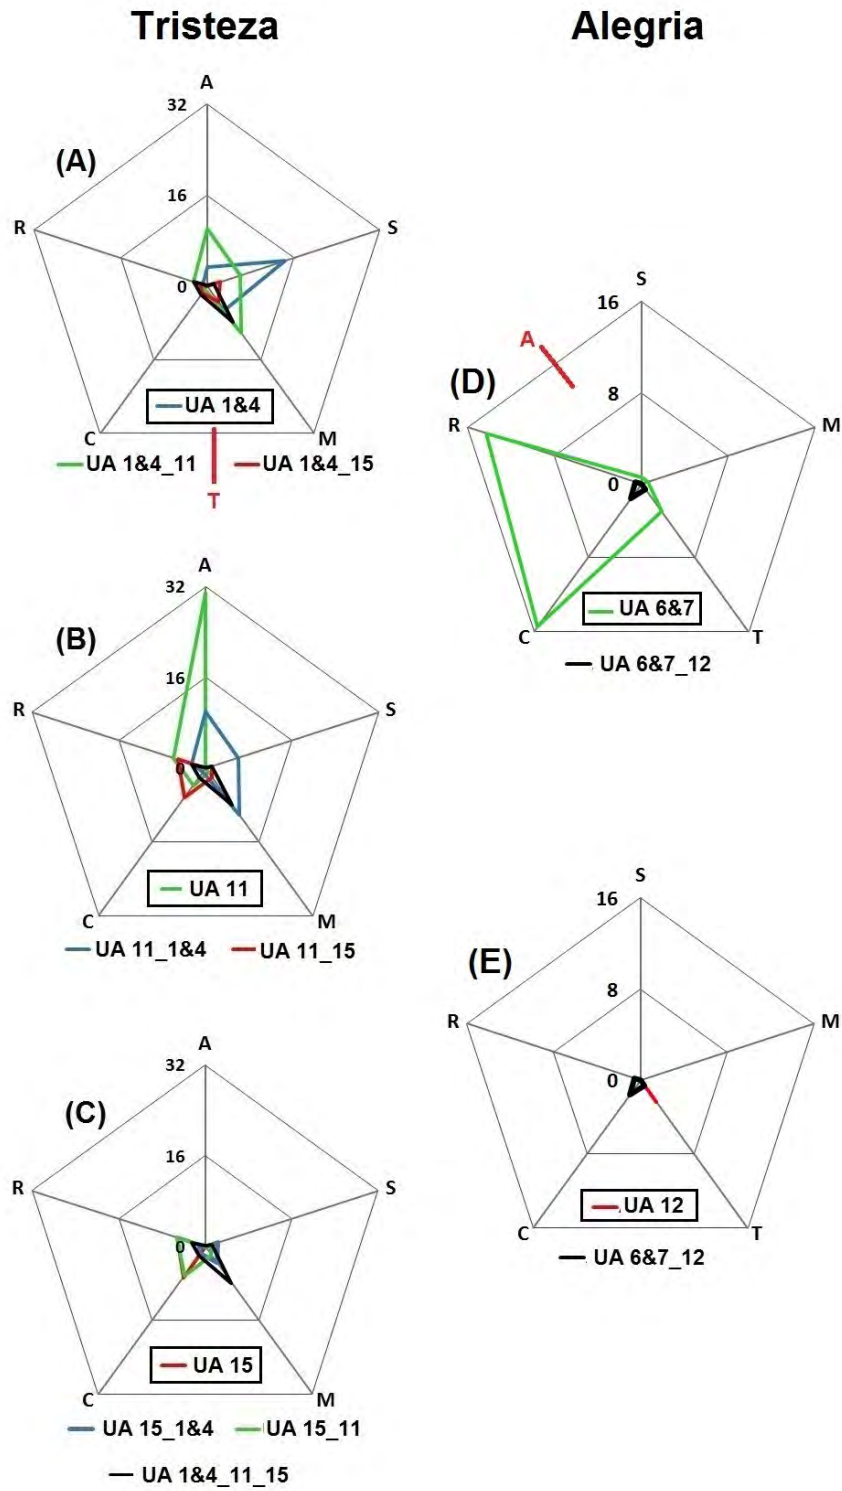 Tristeza
Alegria
(A)
A
32
16
0
R
S
C
M
UA 1&4
UA 1&4_11
UA 1&4_15
T
(B)
A
32
16
0
R
S
C
M
UA 11
UA 11_1&4
UA 11_15
(C)
A
32
16
0
R
S
C
M
UA 15
UA 15_1&4
UA 15_11
UA 1&4_11_15
(D)
S
16
8
0
A
R
M
C
T
UA 6&7
UA 6&7_12
(E)
S
16
8
0
R
M
C
T
UA 12
UA 6&7_12